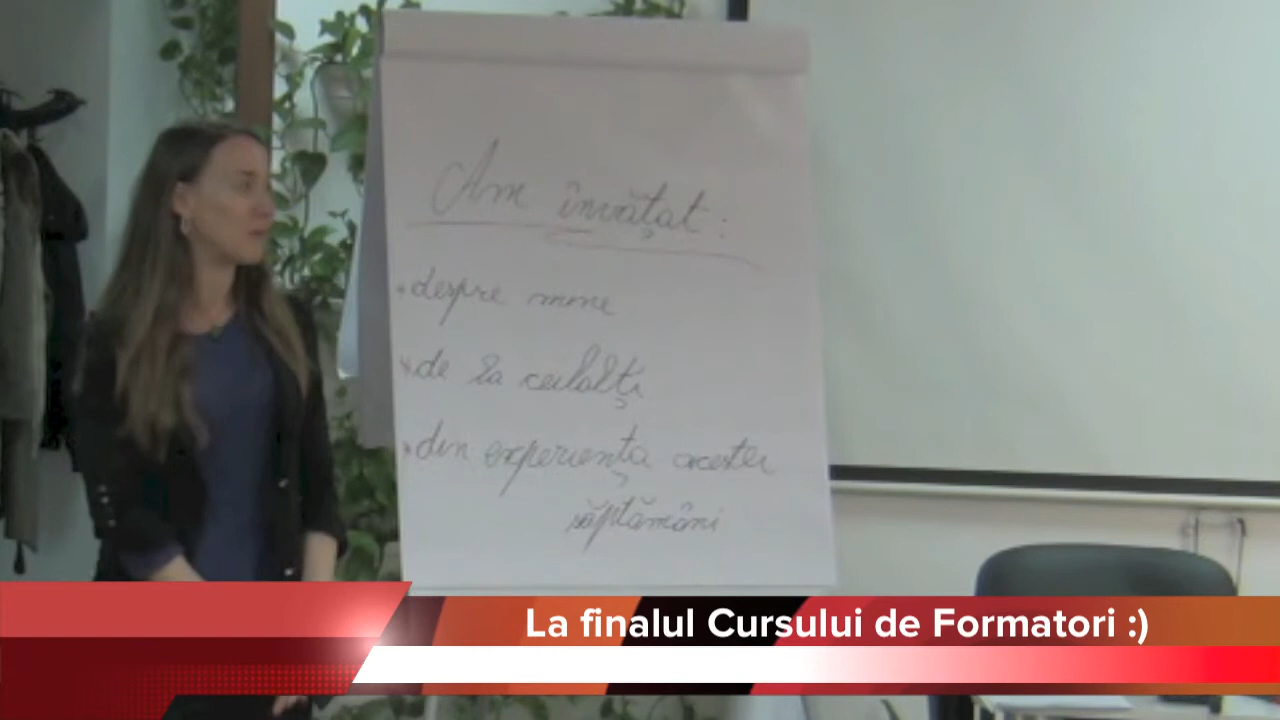 Am învățat:
• despre mine
• de la ceilalți
• din experiența acestei
săptămâni
La finalul Cursului de Formatori :)